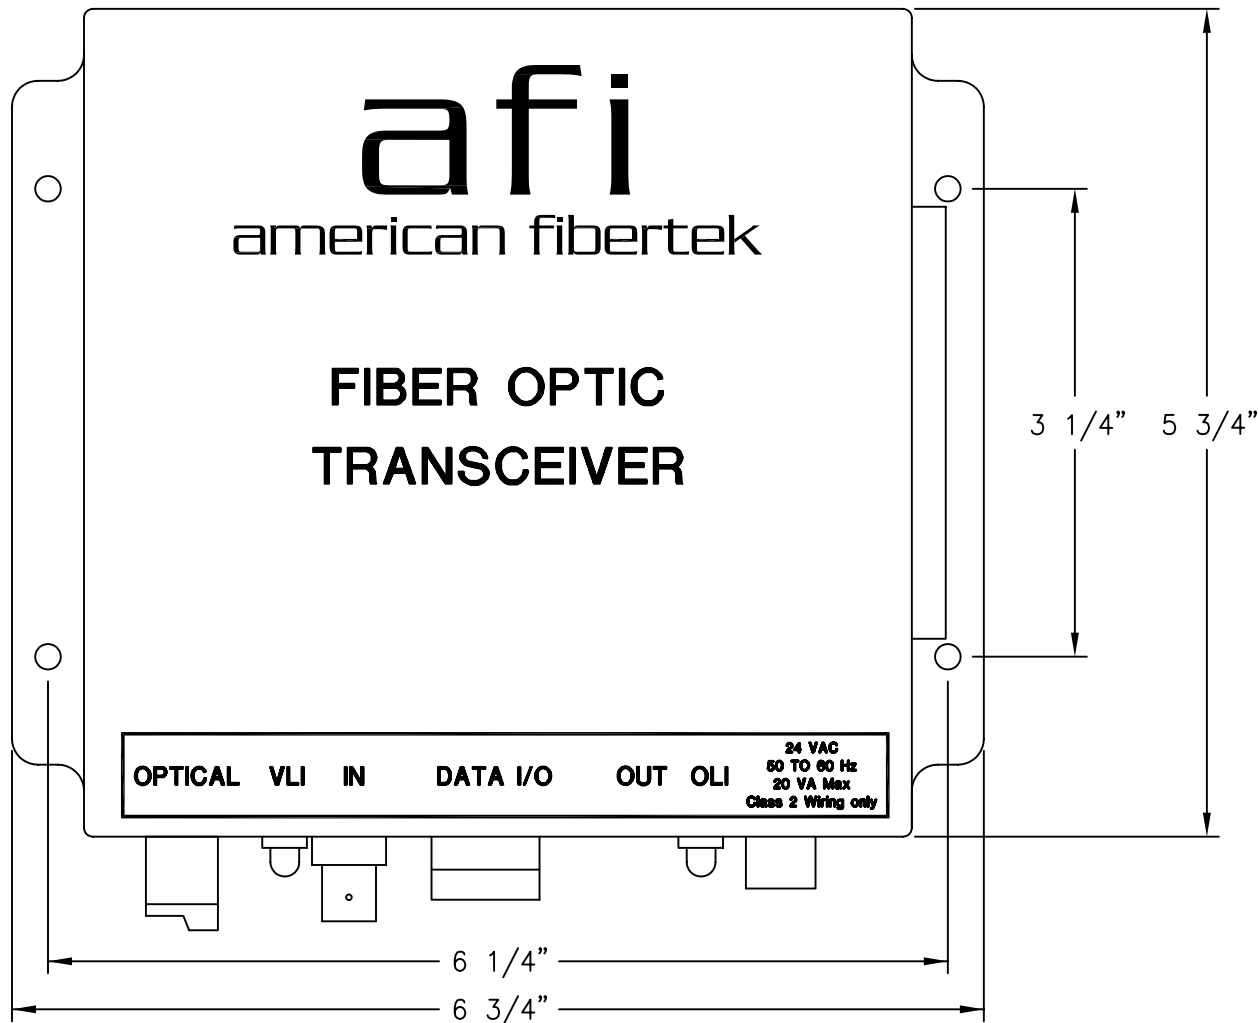 afi
american fibertek
FIBER OPTIC
TRANSCEIVER
3 1/4" 5 3/4"
OPTICAL VLI IN DATA I/O OUT OLI
24 VAC
50 TO 60 Hz
20 VA Max
Class 2 Wiring only
6 1/4"
6 3/4"